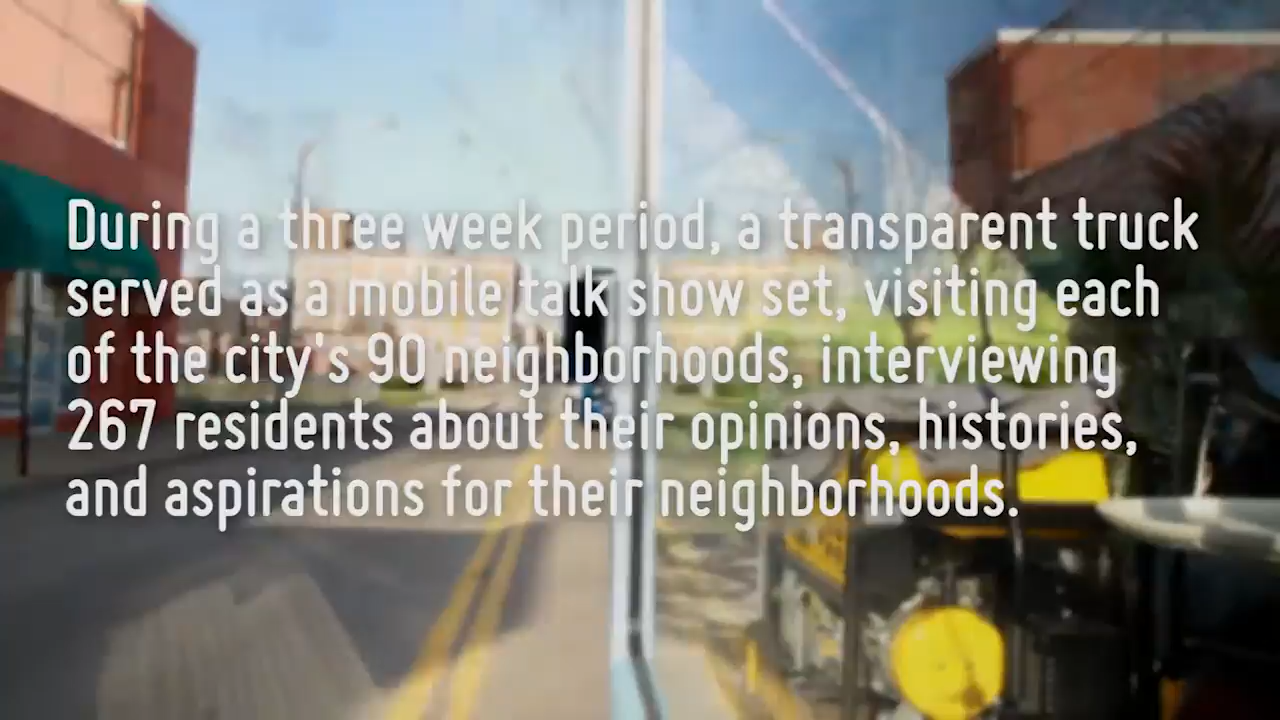 During a three week period, a transparent truck
served as a mobile talk show set, visiting each
of the city's 90 neighborhoods, interviewing
267 residents about their opinions, histories,
and aspirations for their neighborhoods.